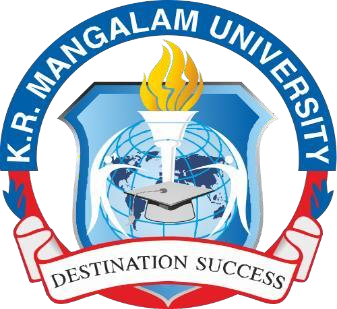 K.R. MANGALAM UNIVERSITY
DESTINATION SUCCESS